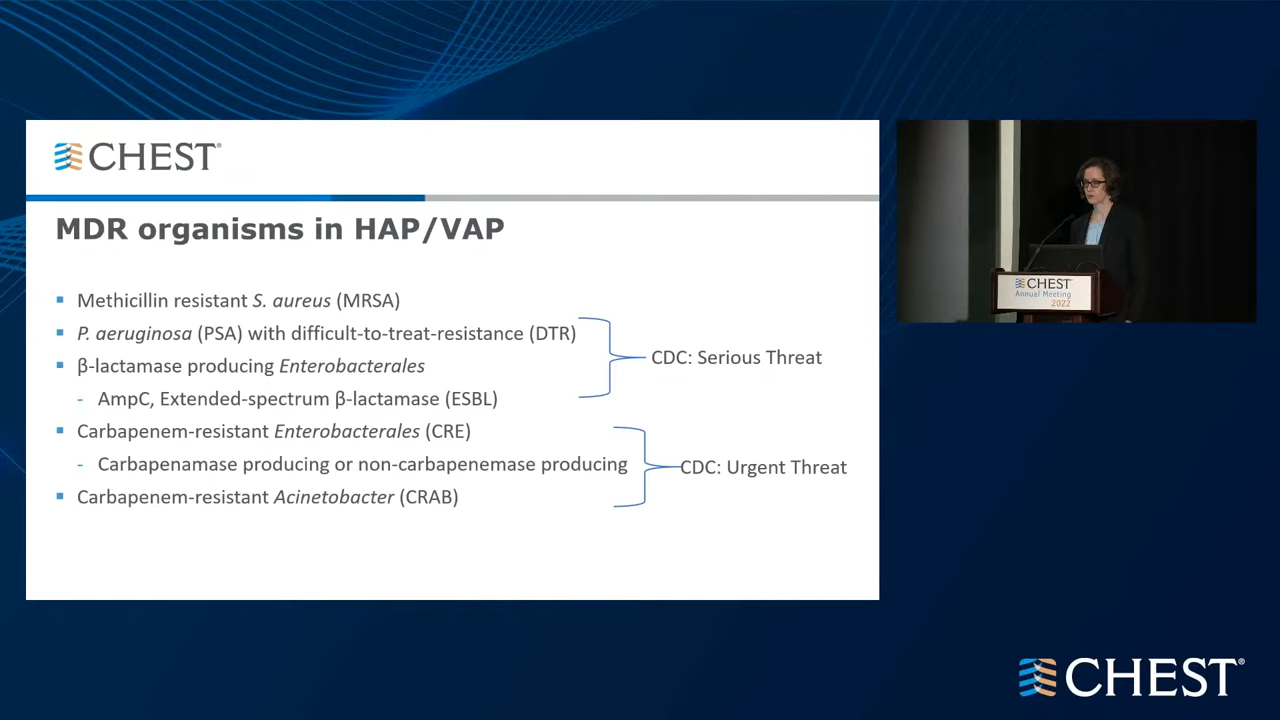 CHEST®
MDR organisms in HAP/VAP
Methicillin resistant S. aureus (MRSA)
P. aeruginosa (PSA) with difficult-to-treat-resistance (DTR)
β-lactamase producing Enterobacterales
- AmpC, Extended-spectrum β-lactamase (ESBL)
CDC: Serious Threat
Carbapenem-resistant Enterobacterales (CRE)
- Carbapenamase producing or non-carbapenemase producing
Carbapenem-resistant Acinetobacter (CRAB)
CDC: Urgent Threat
CHEST
Annual Meeting
2022
CHEST®